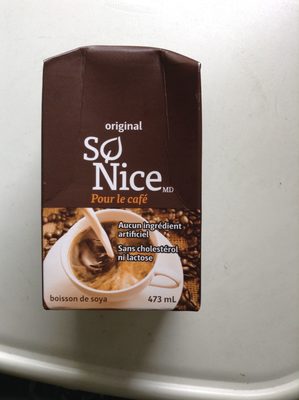 original
So
Nice MD
Pour le café
Aucun ingrédient
artificiel
Sans cholestérol
ni lactose
boisson de soya 473 mL